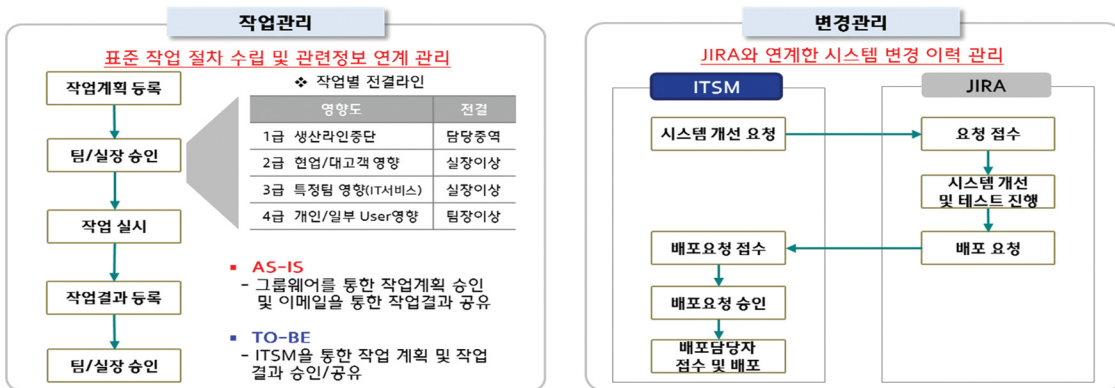 작업관리
표준 작업 절차 수립 및 관련정보 연계 관리
작업계획 등록
팀/실장 승인
작업 실시
작업결과 등록
팀/실장 승인
❖ 작업별 전결라인
영향도 전결
1급 생산라인중단 담당중역
2급 현업/대고객 영향 실장이상
3급 특정팀 영향(IT서비스) 실장이상
4급 개인/일부 User영향 팀장이상
▪ AS-IS
- 그룹웨어를 통한 작업계획 승인
및 이메일을 통한 작업결과 공유
▪ TO-BE
- ITSM을 통한 작업 계획 및 작업
결과 승인/공유
변경관리
JIRA와 연계한 시스템 변경 이력 관리
ITSM
JIRA
시스템 개선 요청
요청 접수
시스템 개선
및 테스트 진행
배포 요청
배포요청 접수
배포요청 승인
배포담당자
접수 및 배포